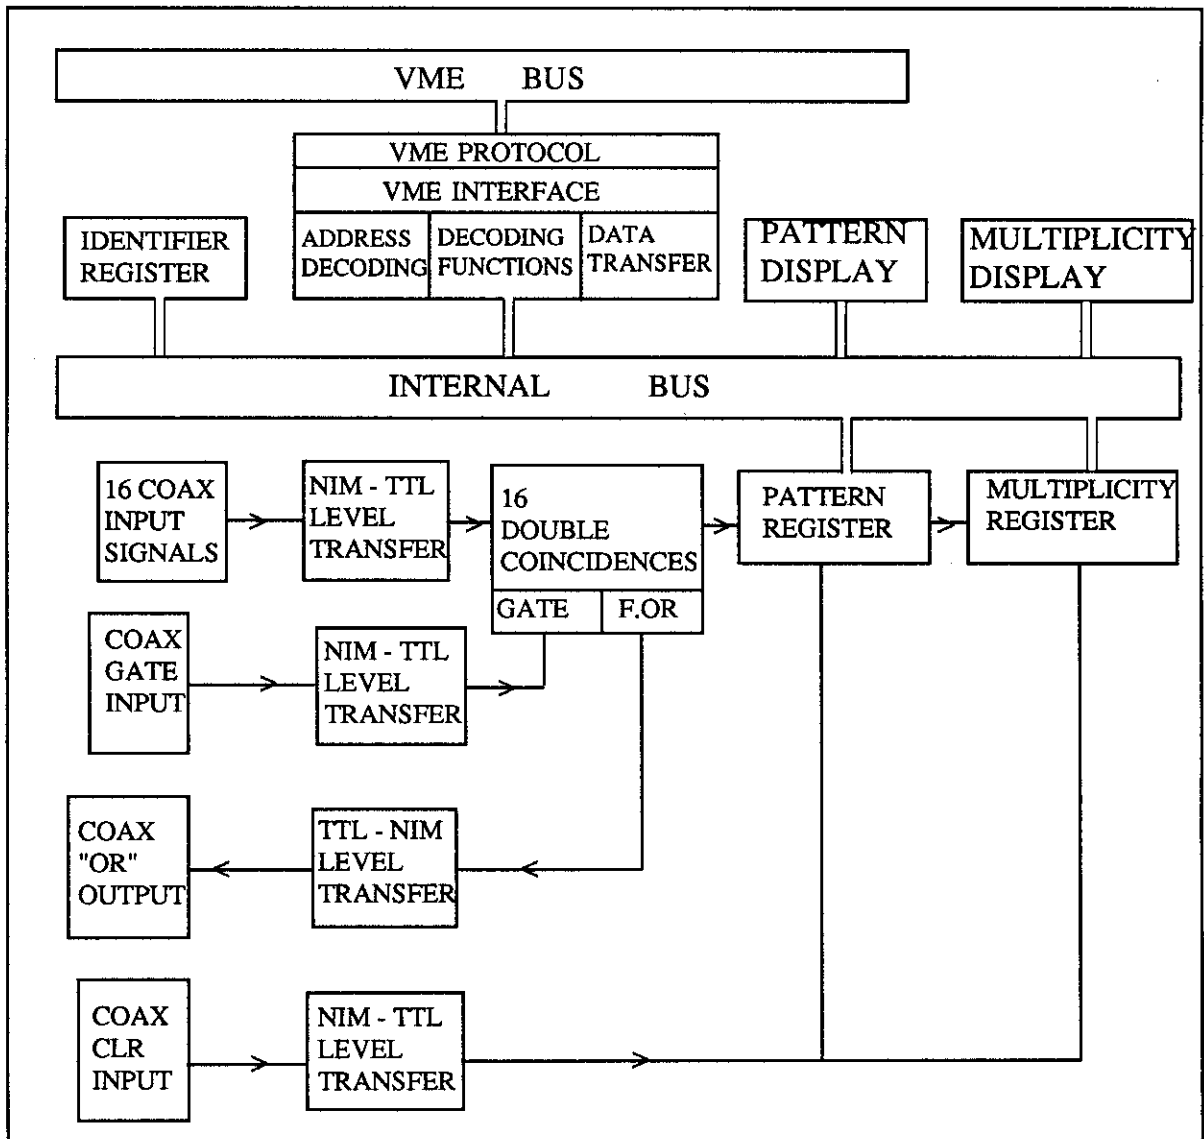 VME BUS
VME PROTOCOL
VME INTERFACE
IDENTIFIER
REGISTER
ADDRESS
DECODING
DECODING
FUNCTIONS
DATA
TRANSFER
PATTERN
DISPLAY
MULTIPLICITY
DISPLAY
INTERNAL BUS
16 COAX
INPUT
SIGNALS
NIM - TTL
LEVEL
TRANSFER
16
DOUBLE
COINCIDENCES
GATE
F.OR
PATTERN
REGISTER
MULTIPLICITY
REGISTER
COAX
GATE
INPUT
NIM - TTL
LEVEL
TRANSFER
COAX
"OR"
OUTPUT
TTL - NIM
LEVEL
TRANSFER
COAX
CLR
INPUT
NIM - TTL
LEVEL
TRANSFER